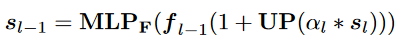 s_{l−1} = MLP_F(f_{l−1}(1 + UP(α_l * s_l)))